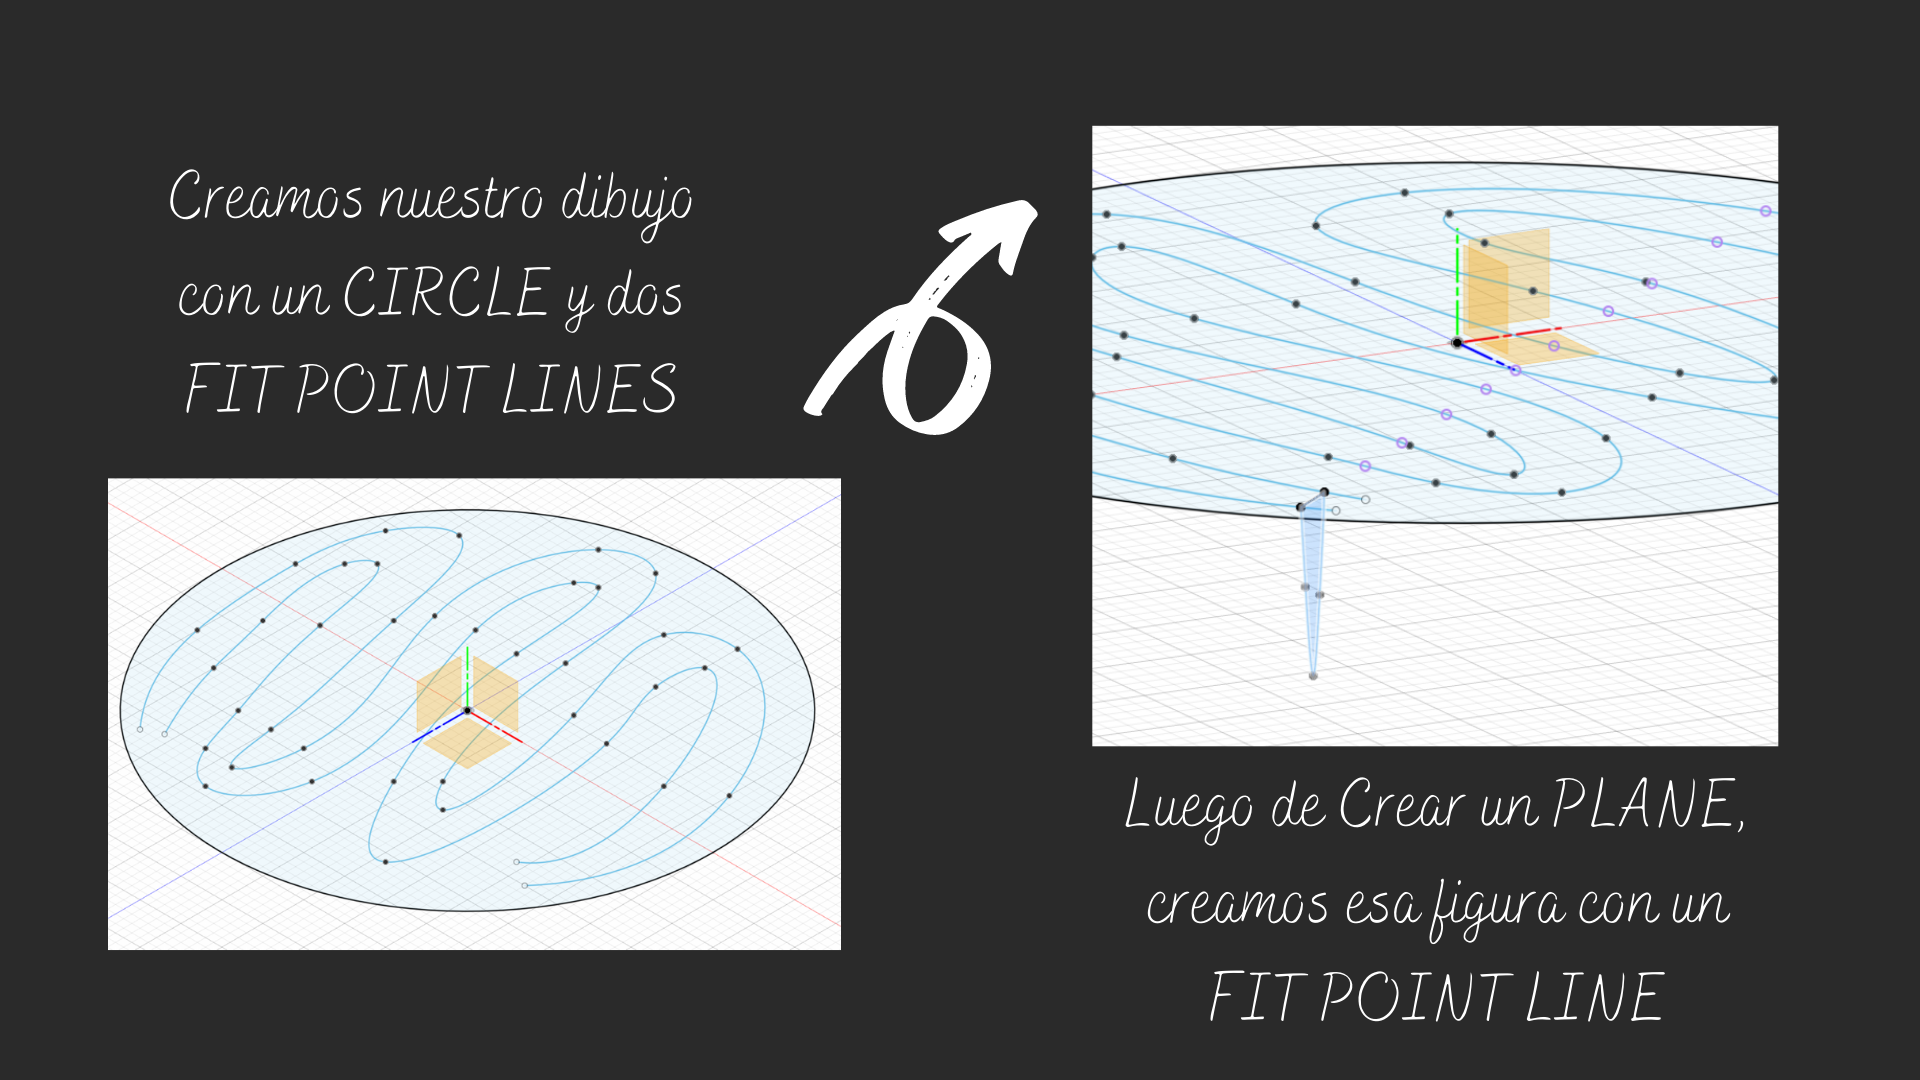 Creamos nuestro dibujo
con un CIRCLE y dos
FIT POINT LINES
Luego de Crear un PLANE,
creamos esa figura con un
FIT POINT LINE